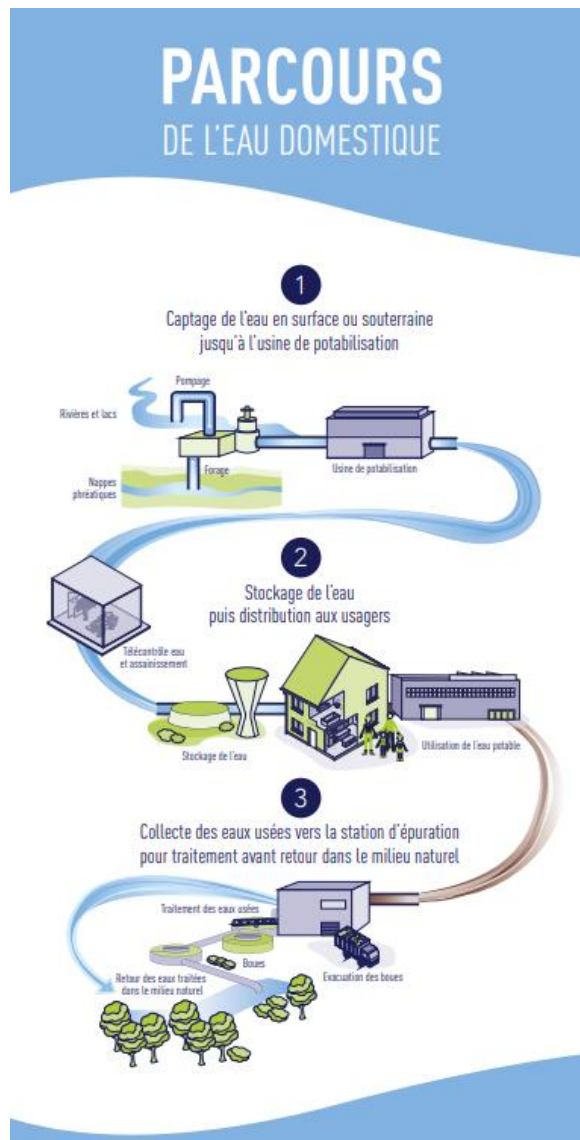 PARCOURS
DE L'EAU DOMESTIQUE
1
Captage de l'eau en surface ou souterraine
jusqu'à l'usine de potabilisation
Pompage
Rivières et lacs
Forage
Usine de potabilisation
Nappes
phréatiques
2
Stockage de l'eau
puis distribution aux usagers
Télécontrôle eau
et assainissement
Stockage de l'eau
Utilisation de l'eau potable
3
Collecte des eaux usées vers la station d'épuration
pour traitement avant retour dans le milieu naturel
Traitement des eaux usées
Boues
Evacuation des boues
Retour des eaux traitées
dans le milieu naturel